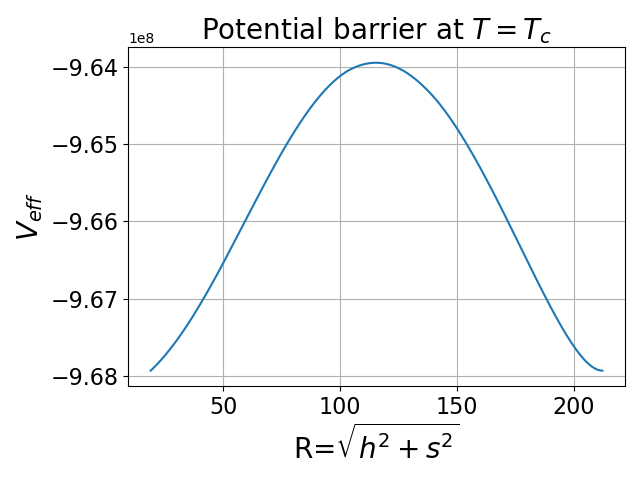 Potential barrier at T = T_c
1e8
−9.64
−9.65
−9.66
−9.67
−9.68
V_eff
50 100 150 200
R=√h² + s²